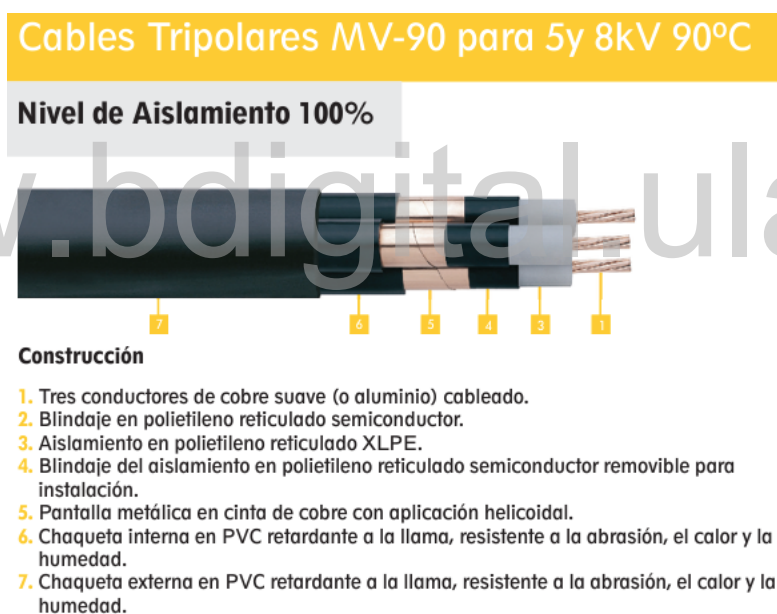 Cables Tripolares MV-90 para 5y 8kV 90ºC
Nivel de Aislamiento 100%
.bdigital.ula
7 6 5 4 3 1
Construcción
1. Tres conductores de cobre suave (o aluminio) cableado.
2. Blindaje en polietileno reticulado semiconductor.
3. Aislamiento en polietileno reticulado XLPE.
4. Blindaje del aislamiento en polietileno reticulado semiconductor removible para
instalación.
5. Pantalla metálica en cinta de cobre con aplicación helicoidal.
6. Chaqueta interna en PVC retardante a la llama, resistente a la abrasión, el calor y la
humedad.
7. Chaqueta externa en PVC retardante a la llama, resistente a la abrasión, el calor y la
humedad.